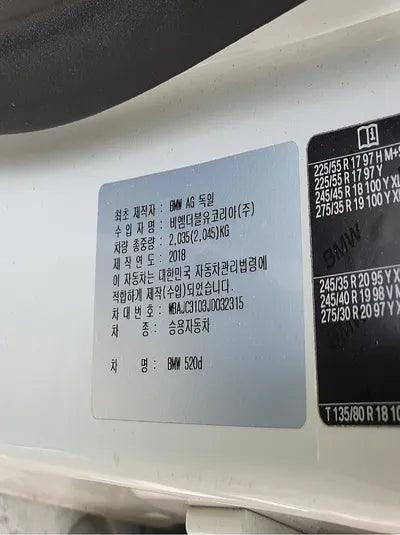 최초 제작자 : BMW AG 독일
수 입 자 명 : 비엠더블유코리아(주)
차량 총중량 : 2,035(2,045)KG
제 작 연 도 : 2018
이 자동차는 대한민국 자동차관리법령에
적합하게 제작(수입)되었습니다.
차 대 번 호 : WBAJC3103JD032315
차 종 : 승용자동차
차 명 : BMW 520d
225/55 R 17 97 H M+S
225/55 R 17 97 Y
245/45 R 18 100 Y XL
275/35 R 19 100 Y XL
BMW
245/35 R 20 95 Y X
245/40 R 19 98 V M
275/30 R 20 97 Y X
T 135/80 R 18 10